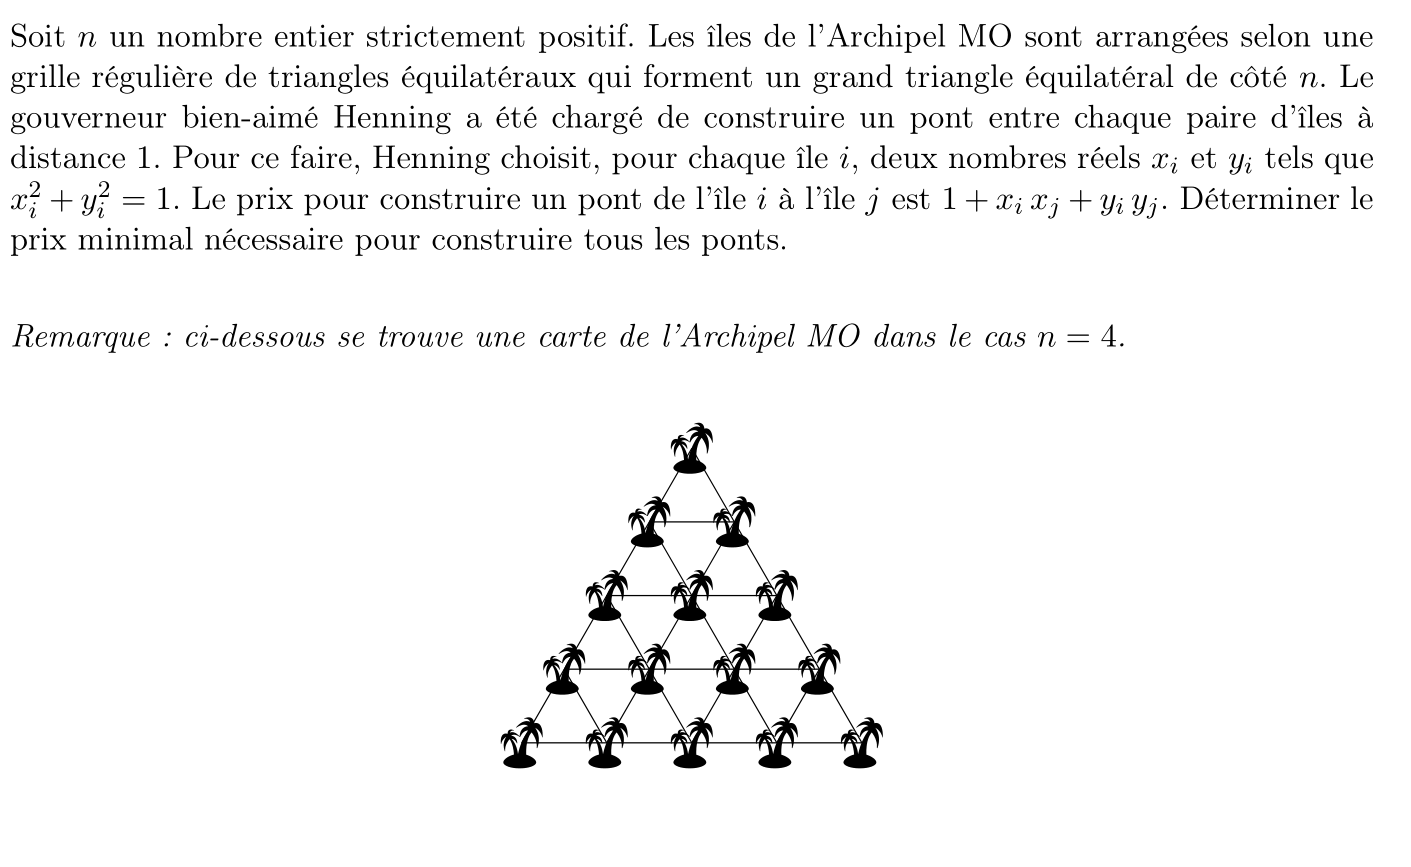 Soit n un nombre entier strictement positif. Les îles de l'Archipel MO sont arrangées selon une
grille régulière de triangles équilatéraux qui forment un grand triangle équilatéral de côté n. Le
gouverneur bien-aimé Henning a été chargé de construire un pont entre chaque paire d'îles à
distance 1. Pour ce faire, Henning choisit, pour chaque île i, deux nombres réels x_i et y_i tels que
x_i^2 + y_i^2 = 1. Le prix pour construire un pont de l'île i à l'île j est 1 + x_i x_j + y_i y_j. Déterminer le
prix minimal nécessaire pour construire tous les ponts.
Remarque : ci-dessous se trouve une carte de l'Archipel MO dans le cas n = 4.